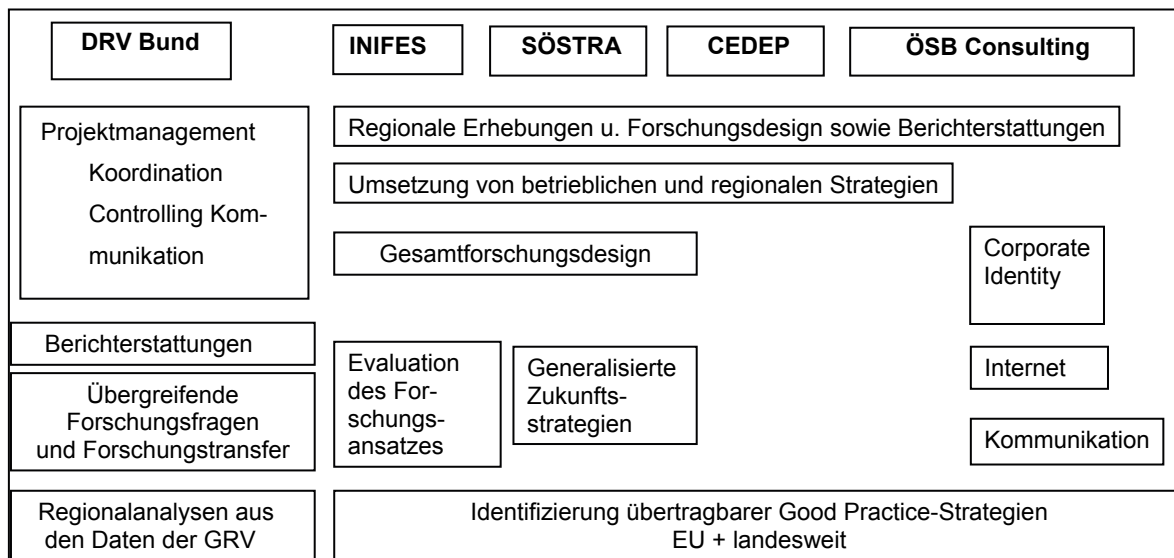 DRV Bund
INIFES
SÖSTRA
CEDEP
ÖSB Consulting
Projektmanagement
Koordination
Controlling Kom-
munikation
Regionale Erhebungen u. Forschungsdesign sowie Berichterstattungen
Umsetzung von betrieblichen und regionalen Strategien
Gesamtforschungsdesign
Corporate
Identity
Berichterstattungen
Übergreifende
Forschungsfragen
und Forschungstransfer
Evaluation
des For-
schungs-
ansatzes
Generalisierte
Zukunfts-
strategien
Internet
Kommunikation
Regionalanalysen aus
den Daten der GRV
Identifizierung übertragbarer Good Practice-Strategien
EU + landesweit